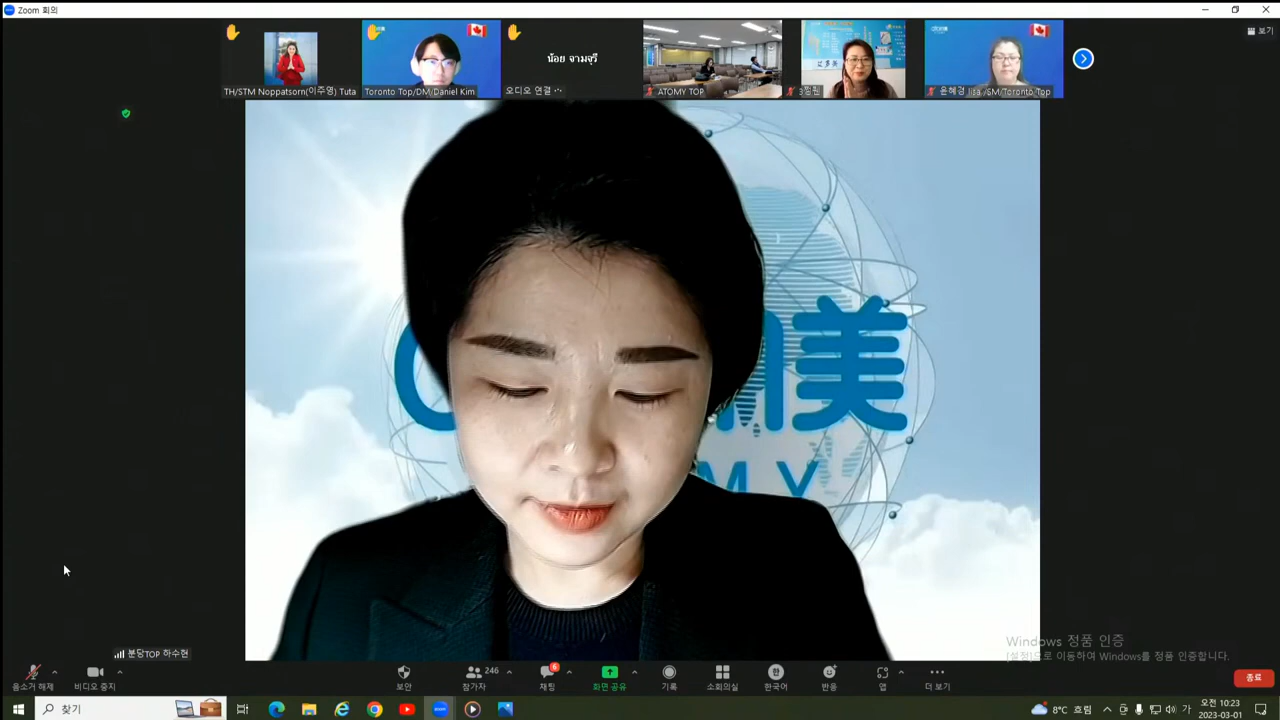 Zoom 회의
보기
TH/STM Noppatsorn(이주영) Tuta
Toronto Top/DM/Daniel Kim
น้อย จามจุรี
오디오 연결 ...
ATOMY TOP
윤혜경 lisa /SM/Toronto Top
美
MY
분당TOP 하수현
Windows 정품 인증
[설정]으로 이동하여 Windows를 정품 인증합니다.
음소거 해제
비디오 중지
보안
246
참가자
6
채팅
화면 공유
기록
소회의실
한
한국어
반응
앱
더 보기
종료
zoom
찾기
8°C 흐림
가
오전 10:23
2023-03-01